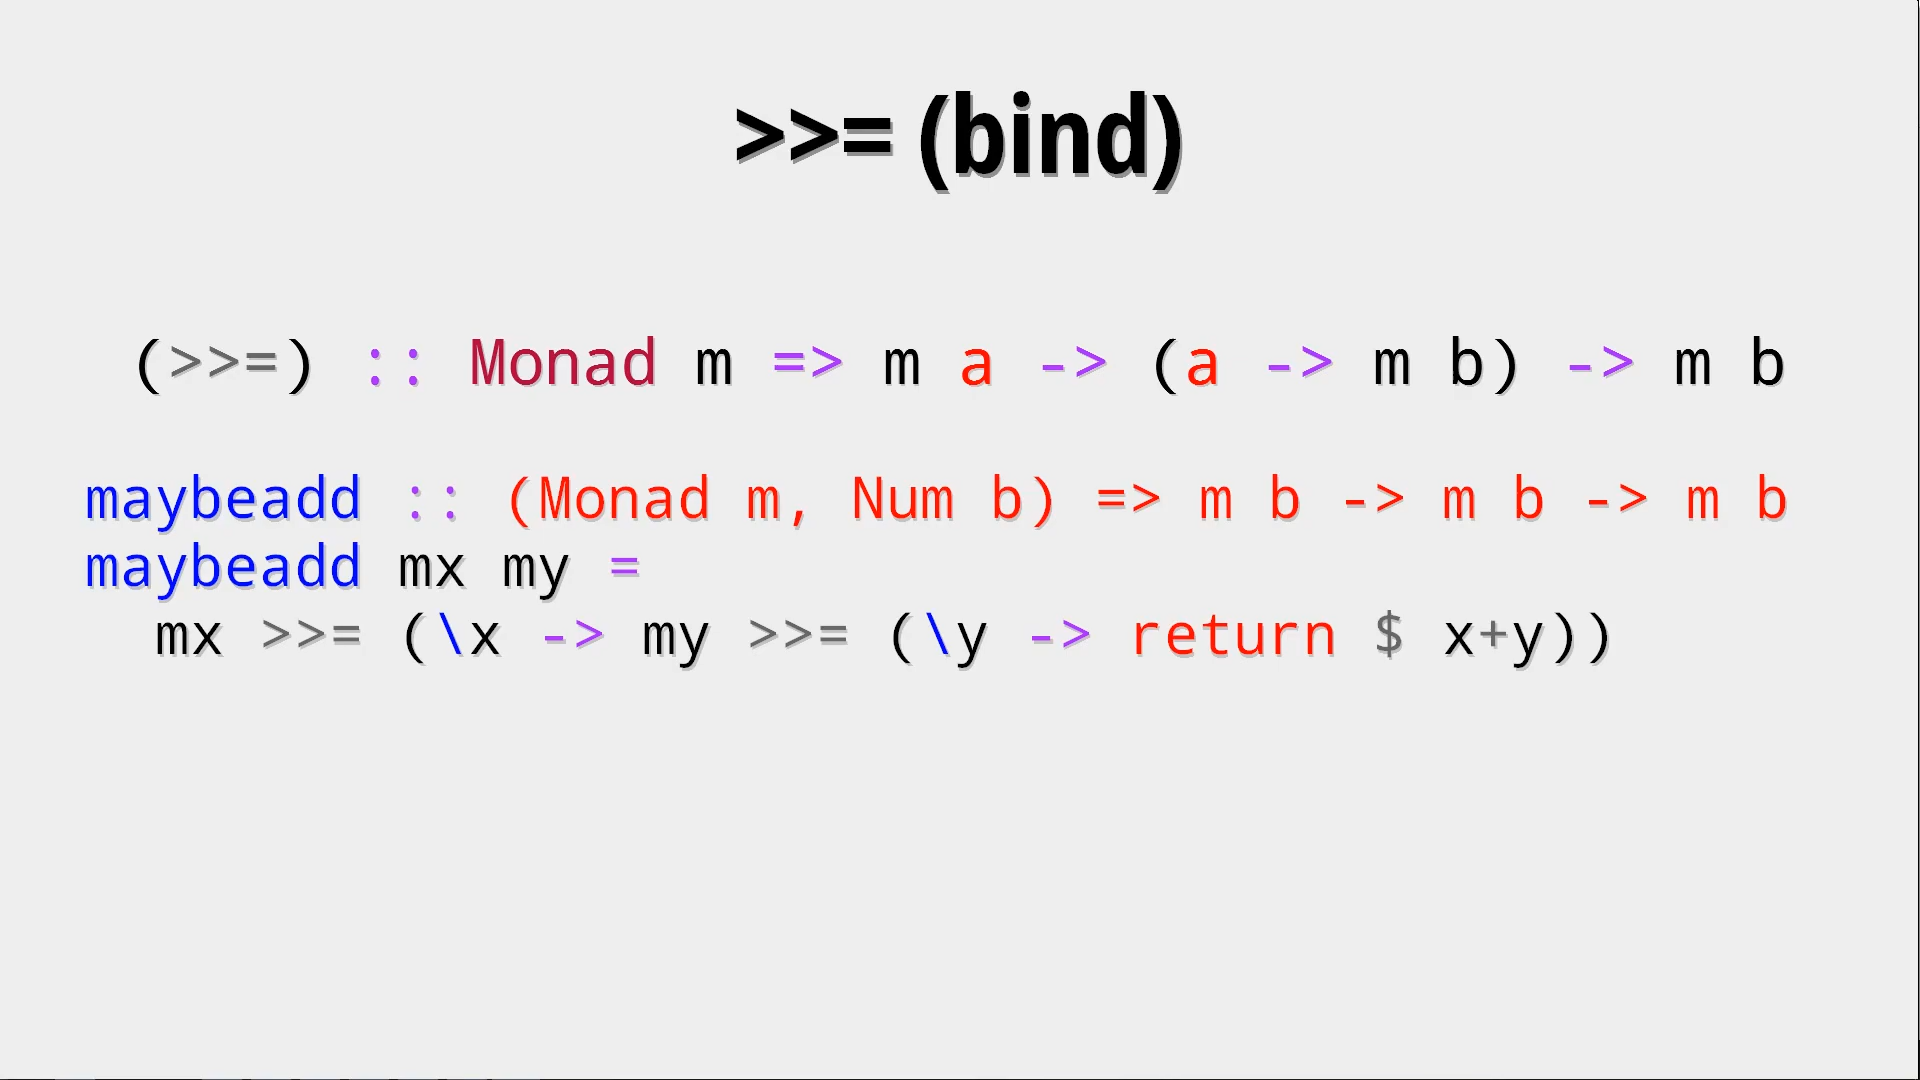 >>= (bind)
(>>=) :: Monad m => m a -> (a -> m b) -> m b
maybeadd :: (Monad m, Num b) => m b -> m b -> m b
maybeadd mx my =
mx >>= (\x -> my >>= (\y -> return $ x+y))